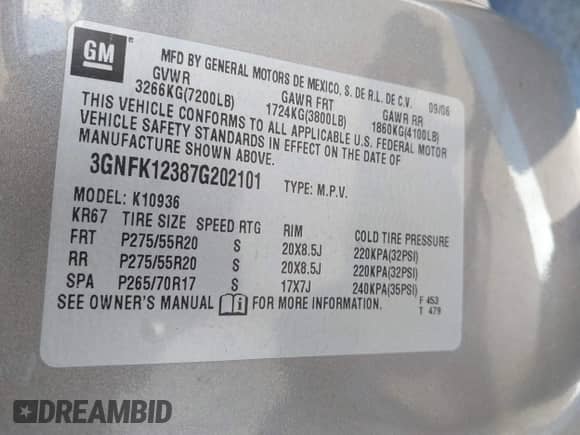 GM
MFD BY GENERAL MOTORS DE MEXICO, S. DE R.L. DE C.V. 09/06
GVWR GAWR FRT GAWR RR
3266KG(7200LB) 1724KG(3800LB) 1860KG(4100LB)
THIS VEHICLE CONFORMS TO ALL APPLICABLE U.S. FEDERAL MOTOR
VEHICLE SAFETY STANDARDS IN EFFECT ON THE DATE OF
MANUFACTURE SHOWN ABOVE.
3GNFK12387G202101 TYPE: M.P.V.
MODEL: K10936
KR67 TIRE SIZE SPEED RTG RIM COLD TIRE PRESSURE
FRT P275/55R20 S 20X8.5J 220KPA(32PSI)
RR P275/55R20 S 20X8.5J 220KPA(32PSI)
SPA P265/70R17 S 17X7J 240KPA(35PSI)
SEE OWNER'S MANUAL FOR MORE INFORMATION. F 453
T 479
DREAMBID